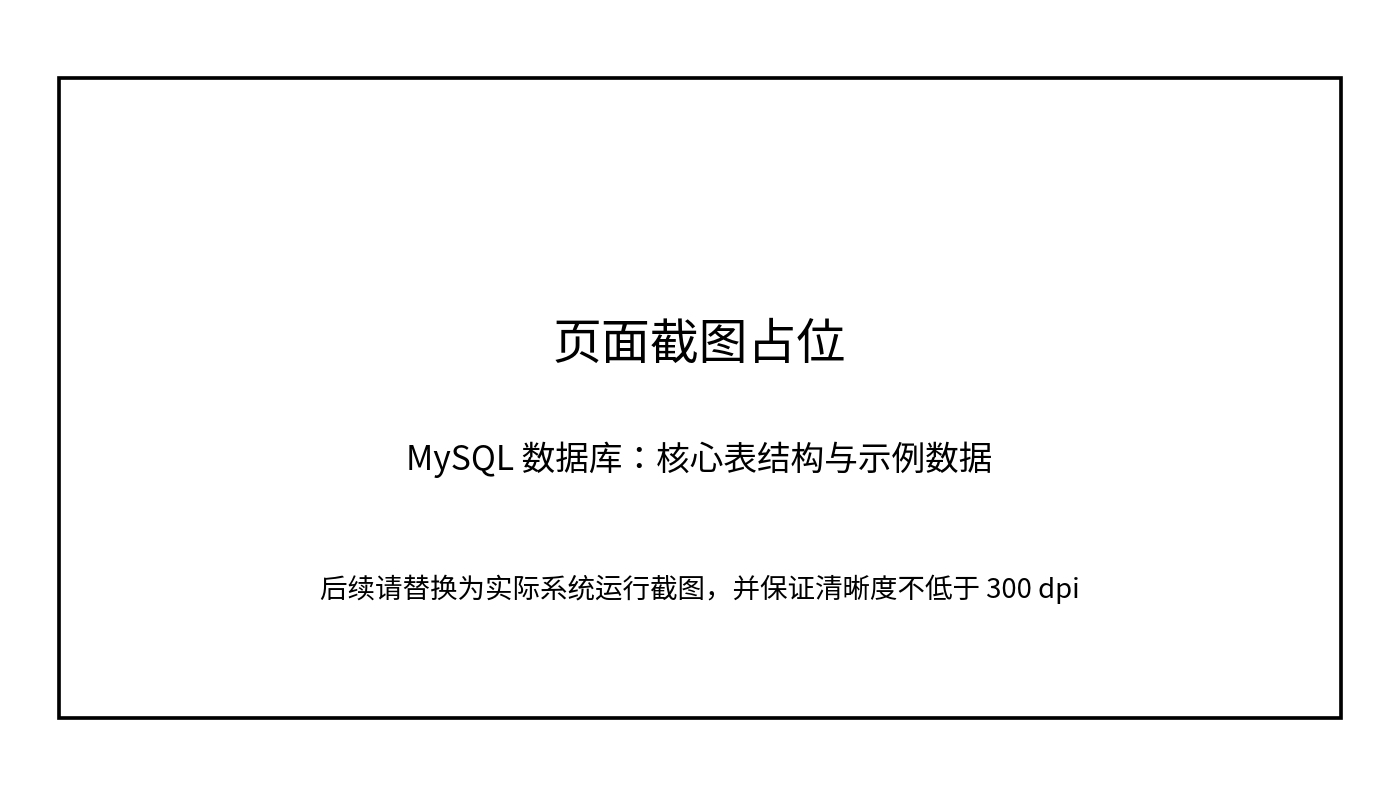 页面截图占位
MySQL 数据库：核心表结构与示例数据
后续请替换为实际系统运行截图，并保证清晰度不低于 300 dpi